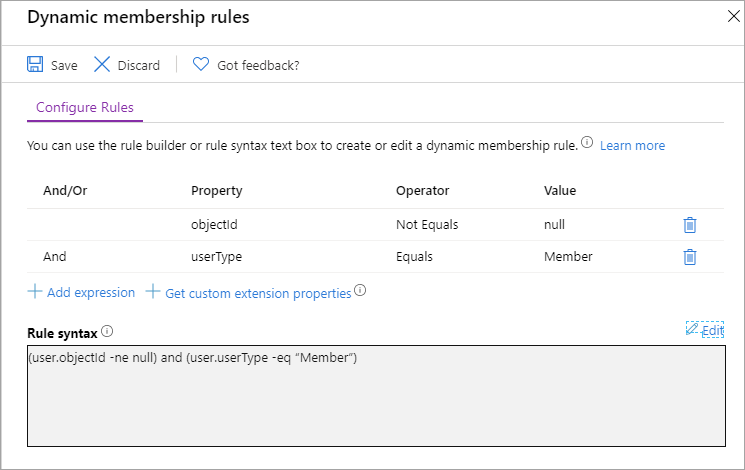 Dynamic membership rules
Save Discard Got feedback?
Configure Rules
You can use the rule builder or rule syntax text box to create or edit a dynamic membership rule. Learn more
And/Or Property Operator Value
objectId Not Equals null
And userType Equals Member
Add expression Get custom extension properties
Rule syntax Edit
(user.objectId -ne null) and (user.userType -eq “Member”)